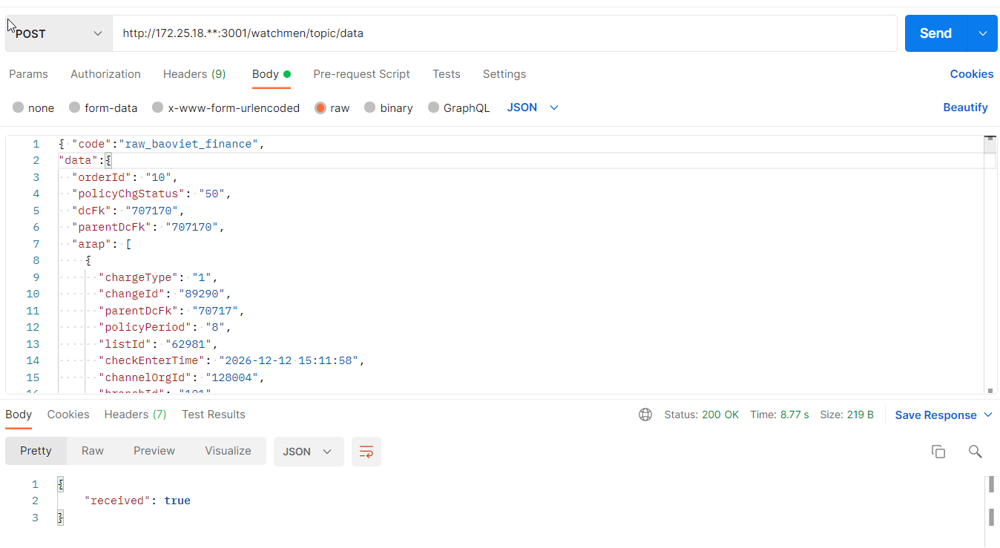 POST http://172.25.18.**:3001/watchmen/topic/data Send
Params Authorization Headers (9) Body Pre-request Script Tests Settings Cookies
none form-data x-www-form-urlencoded raw binary GraphQL JSON Beautify
1 { "code":"raw_baoviet_finance",
2 "data":{
3 "orderId": "10",
4 "policyChgStatus": "50",
5 "dcFk": "707170",
6 "parentDcFk": "707170",
7 "arap": [
8 {
9 "chargeType": "1",
10 "changeId": "89290",
11 "parentDcFk": "70717",
12 "policyPeriod": "8",
13 "listId": "62981",
14 "checkEnterTime": "2026-12-12 15:11:58",
15 "channelOrgId": "128004",
16 "branchId": "101"
Body Cookies Headers (7) Test Results Status: 200 OK Time: 8.77 s Size: 219 B Save Response
Pretty Raw Preview Visualize JSON
1 {
2 "received": true
3 }